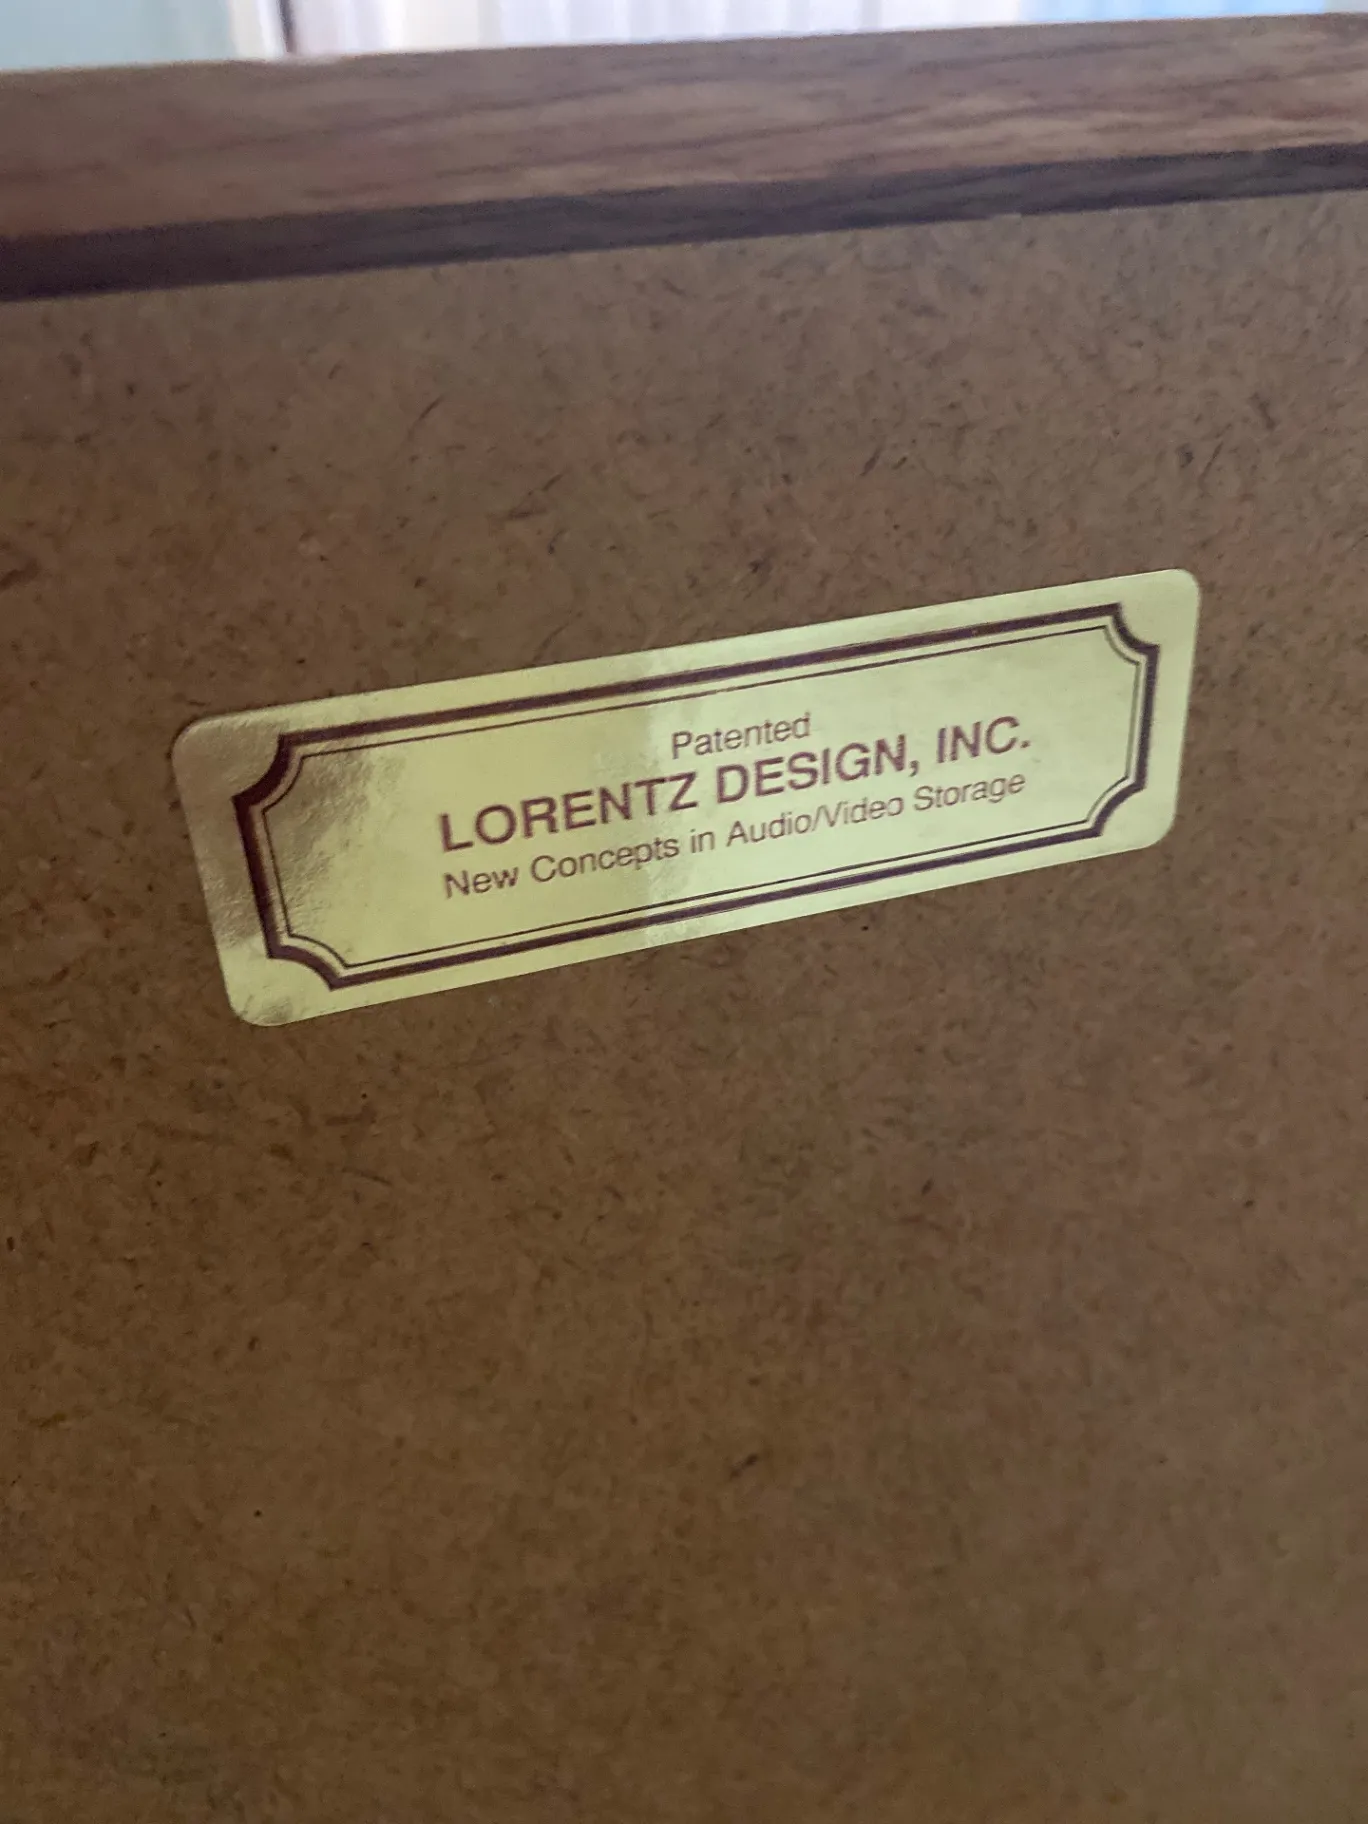 Patented
LORENTZ DESIGN, INC.
New Concepts in Audio/Video Storage